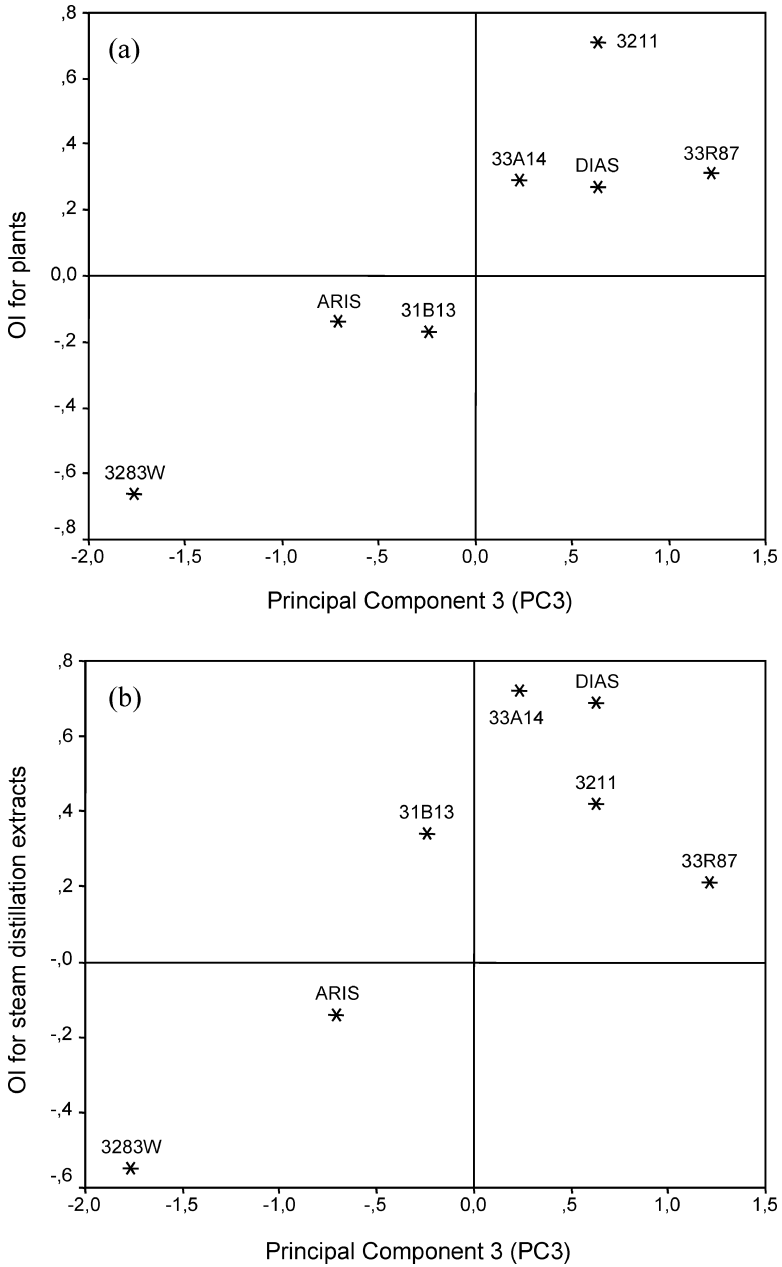 (a)
OI for plants
,8
,6
,4
,2
0,0
-,2
-,4
-,6
-,8
3211
33A14 DIAS 33R87
ARIS 31B13
3283W
-2,0 -1,5 -1,0 -,5 0,0 ,5 1,0 1,5
Principal Component 3 (PC3)
(b)
OI for steam distillation extracts
,8
,6
,4
,2
-,0
-,2
-,4
-,6
DIAS
33A14
3211
31B13
33R87
ARIS
3283W
-2,0 -1,5 -1,0 -,5 0,0 ,5 1,0 1,5
Principal Component 3 (PC3)